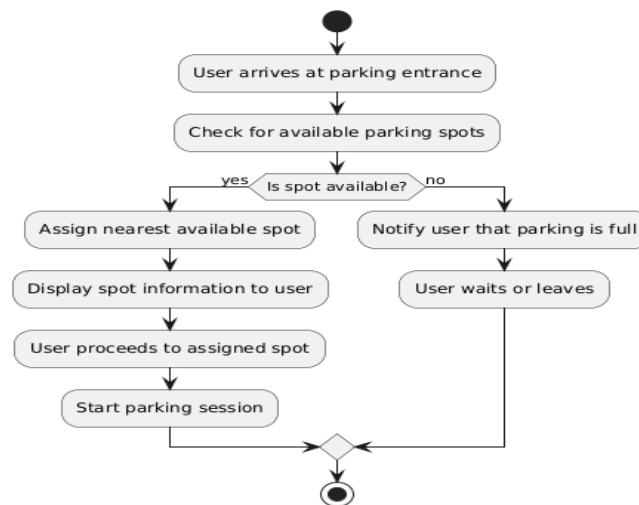 User arrives at parking entrance
Check for available parking spots
yes
Is spot available?
no
Assign nearest available spot
Notify user that parking is full
Display spot information to user
User waits or leaves
User proceeds to assigned spot
Start parking session